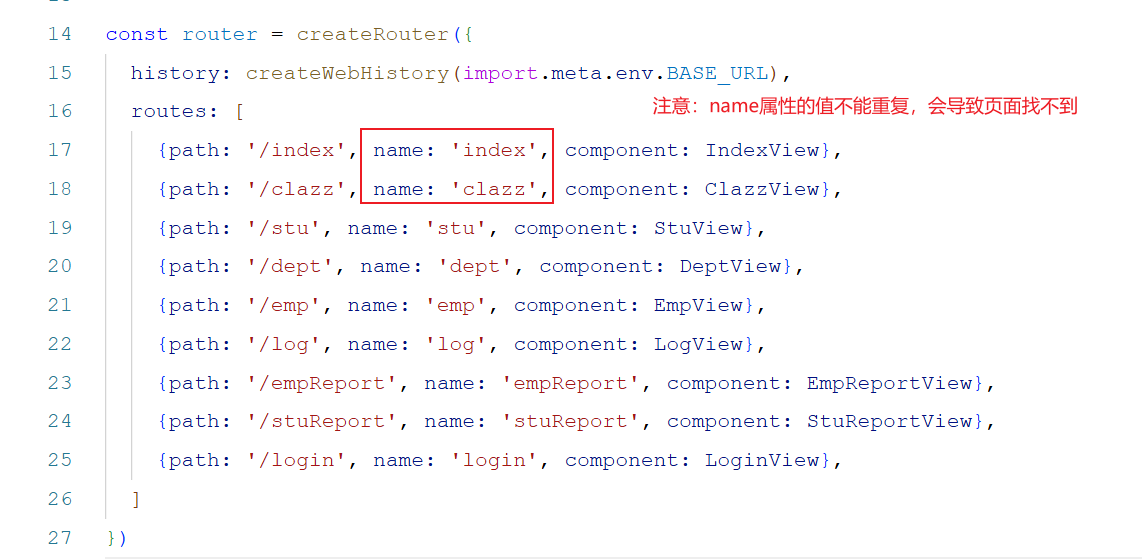 14 const router = createRouter({
15 history: createWebHistory(import.meta.env.BASE_URL),
16 routes: [
注意：name属性的值不能重复，会导致页面找不到
17 {path: '/index', name: 'index', component: IndexView},
18 {path: '/clazz', name: 'clazz', component: ClazzView},
19 {path: '/stu', name: 'stu', component: StuView},
20 {path: '/dept', name: 'dept', component: DeptView},
21 {path: '/emp', name: 'emp', component: EmpView},
22 {path: '/log', name: 'log', component: LogView},
23 {path: '/empReport', name: 'empReport', component: EmpReportView},
24 {path: '/stuReport', name: 'stuReport', component: StuReportView},
25 {path: '/login', name: 'login', component: LoginView},
26 ]
27 })